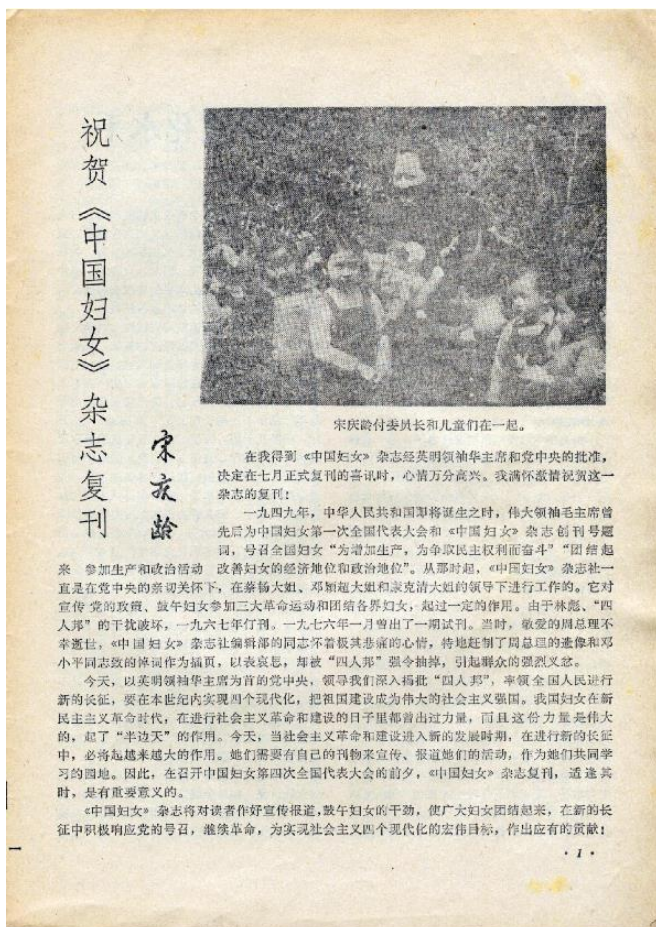 祝贺《中国妇女》杂志复刊
宋庆龄
宋庆龄付委员长和儿童们在一起。
在我得到《中国妇女》杂志经英明领袖华主席和党中央的批准，
决定在七月正式复刊的喜讯时，心情万分高兴。我满怀激情祝贺这一
杂志的复刊！
一九四九年，中华人民共和国即将诞生之时，伟大领袖毛主席曾
先后为中国妇女第一次全国代表大会和《中国妇女》杂志创刊号题
词，号召全国妇女“为增加生产，为争取民主权利而奋斗”“团结起
来 参加生产和政治活动 改善妇女的经济地位和政治地位”。从那时起，《中国妇女》杂志社一
直是在党中央的亲切关怀下，在蔡杨大姐、邓颖超大姐和康克清大姐的领导下进行工作的。它对
宣传党的政策、鼓午妇女参加三大革命运动和团结各界妇女，起过一定的作用。由于林彪、“四
人邦”的干扰破坏，一九六七年仃刊。一九七六年一月曾出了一期试刊。当时，敬爱的周总理不
幸逝世，《中国妇女》杂志社编辑部的同志怀着极其悲痛的心情，特地赶制了周总理的遗像和邓
小平同志致的悼词作为插页，以表哀思，却被“四人邦”强令抽掉，引起群众的强烈义忿。
今天，以英明领袖华主席为首的党中央，领导我们深入揭批“四人邦”，率领全国人民进行
新的长征，要在本世纪内实现四个现代化，把祖国建设成为伟大的社会主义强国。我国妇女在新
民主主义革命时代，在进行社会主义革命和建设的日子里都曾出过力量，而且这份力量是伟大
的，起了“半边天”的作用。今天，当社会主义革命和建设进入新的发展时期，在进行新的长征
中，必将起越来越大的作用。她们需要有自己的刊物来宣传、报道她们的活动，作为她们共同学
习的园地。因此，在召开中国妇女第四次全国代表大会的前夕，《中国妇女》杂志复刊，适逢其
时，是有重要意义的。
《中国妇女》杂志将对读者作好宣传报道，鼓午妇女的干劲，使广大妇女团结起来，在新的长
征中积极响应党的号召，继续革命，为实现社会主义四个现代化的宏伟目标，作出应有的贡献！
·1·